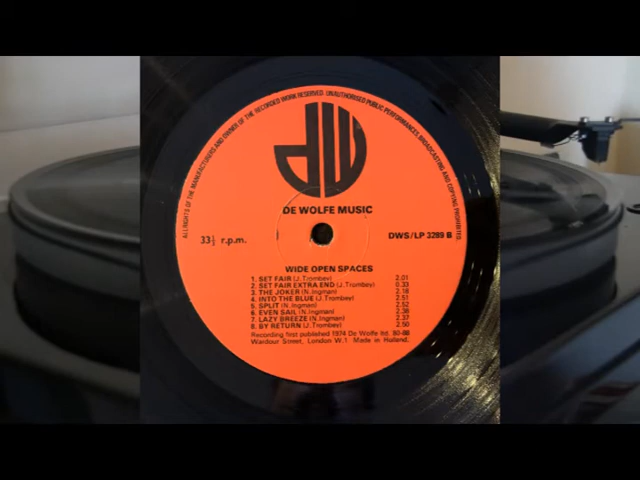 ALL RIGHTS OF THE MANUFACTURERS AND OWNER OF THE RECORDED WORK RESERVED UNAUTHORISED PUBLIC PERFORMANCES, BROADCASTING AND COPYING PROHIBITED.
dW
DE WOLFE MUSIC
33⅓ r.p.m.
DWS/LP 3289 B
WIDE OPEN SPACES
1. SET FAIR (J.Trombey) 2.01
2. SET FAIR EXTRA END (J.Trombey) 0.33
3. THE JOKER (N.Ingman) 2.18
4. INTO THE BLUE (J.Trombey) 2.51
5. SPLIT (N.Ingman) 2.52
6. EVEN SAIL (N.Ingman) 2.38
7. LAZY BREEZE (N.Ingman) 2.37
8. BY RETURN (J.Trombey) 2.50
Recording first published 1974 De Wolfe ltd. 80-88
Wardour Street, London W.1 Made in Holland.